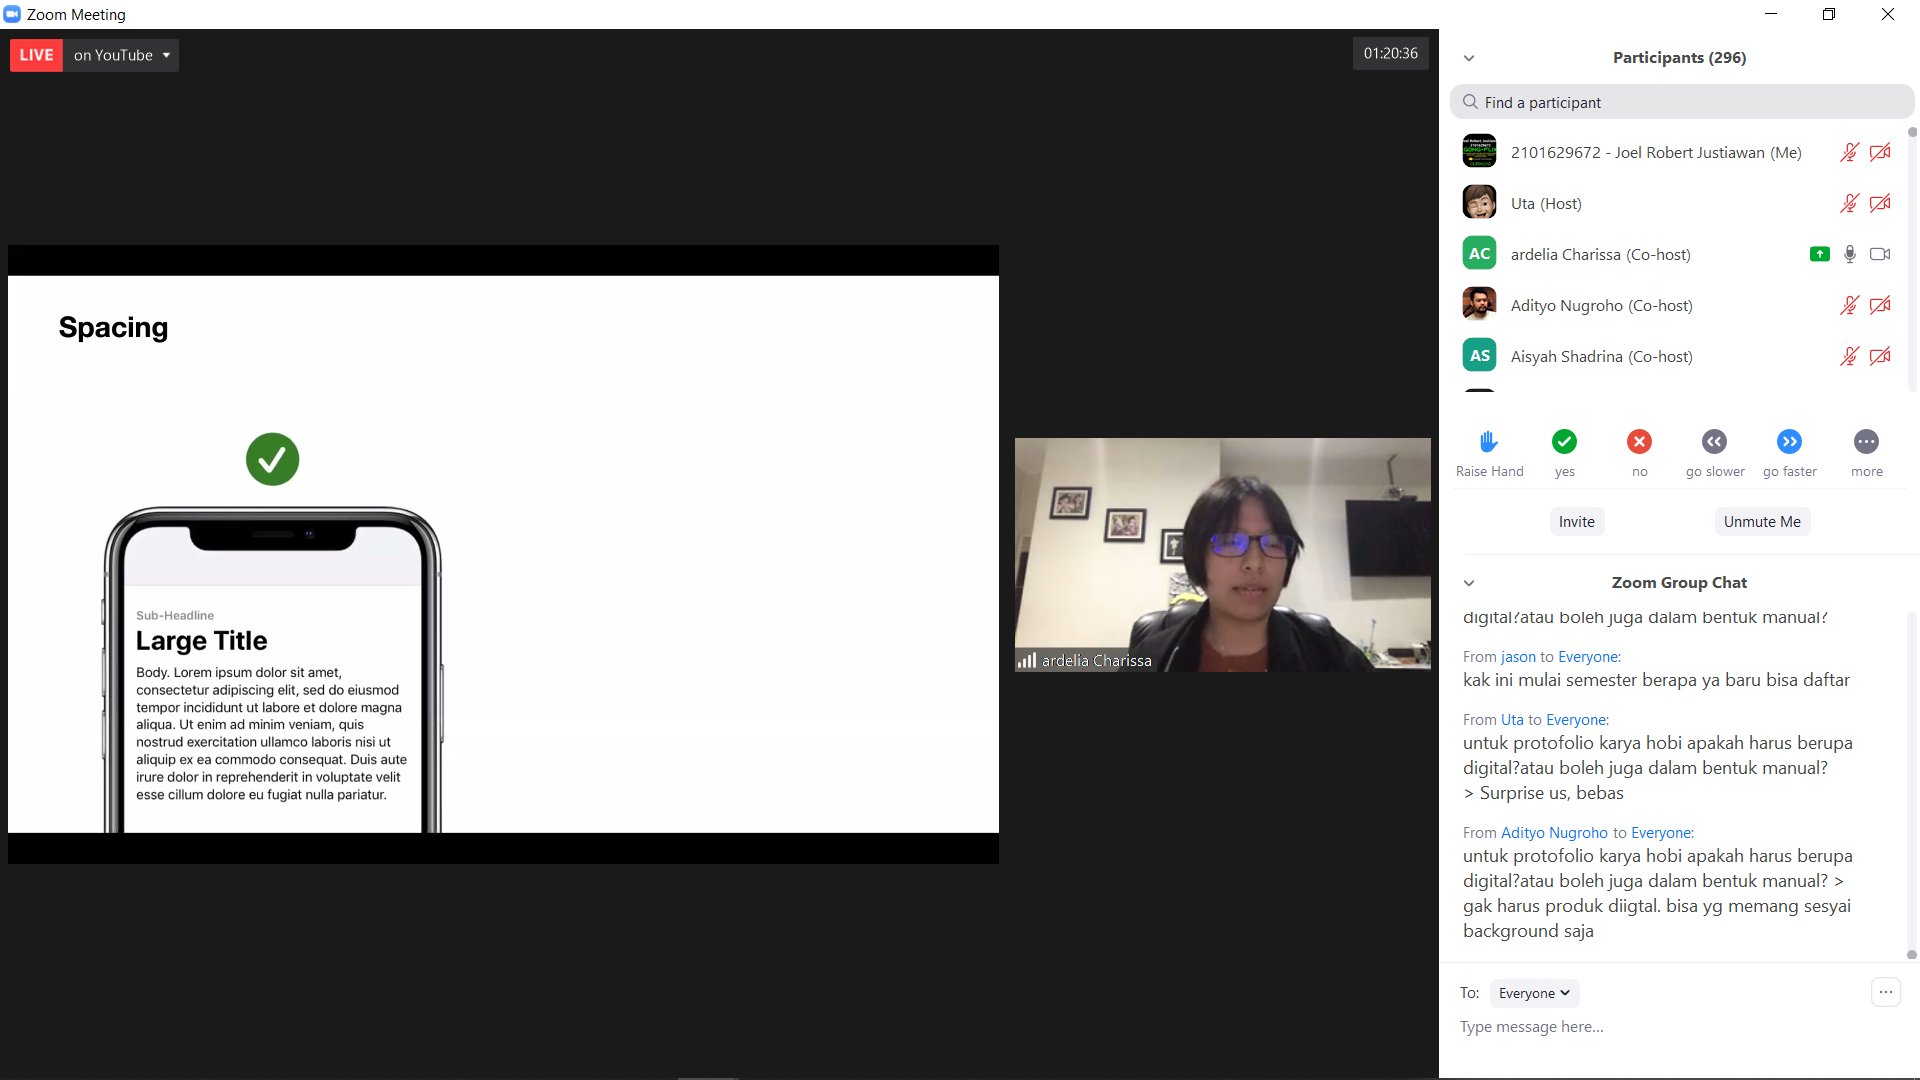 Zoom Meeting
LIVE on YouTube
01:20:36
Spacing
Sub-Headline
Large Title
Body. Lorem ipsum dolor sit amet,
consectetur adipiscing elit, sed do eiusmod
tempor incididunt ut labore et dolore magna
aliqua. Ut enim ad minim veniam, quis
nostrud exercitation ullamco laboris nisi ut
aliquip ex ea commodo consequat. Duis aute
irure dolor in reprehenderit in voluptate velit
esse cillum dolore eu fugiat nulla pariatur.
ardelia Charissa
Participants (296)
Find a participant
2101629672 - Joel Robert Justiawan (Me)
Uta (Host)
AC ardelia Charissa (Co-host)
Adityo Nugroho (Co-host)
AS Aisyah Shadrina (Co-host)
Raise Hand yes no go slower go faster more
Invite Unmute Me
Zoom Group Chat
digital?atau boleh juga dalam bentuk manual?
From jason to Everyone:
kak ini mulai semester berapa ya baru bisa daftar
From Uta to Everyone:
untuk protofolio karya hobi apakah harus berupa
digital?atau boleh juga dalam bentuk manual?
> Surprise us, bebas
From Adityo Nugroho to Everyone:
untuk protofolio karya hobi apakah harus berupa
digital?atau boleh juga dalam bentuk manual? >
gak harus produk diigtal. bisa yg memang sesyai
background saja
To: Everyone
Type message here...